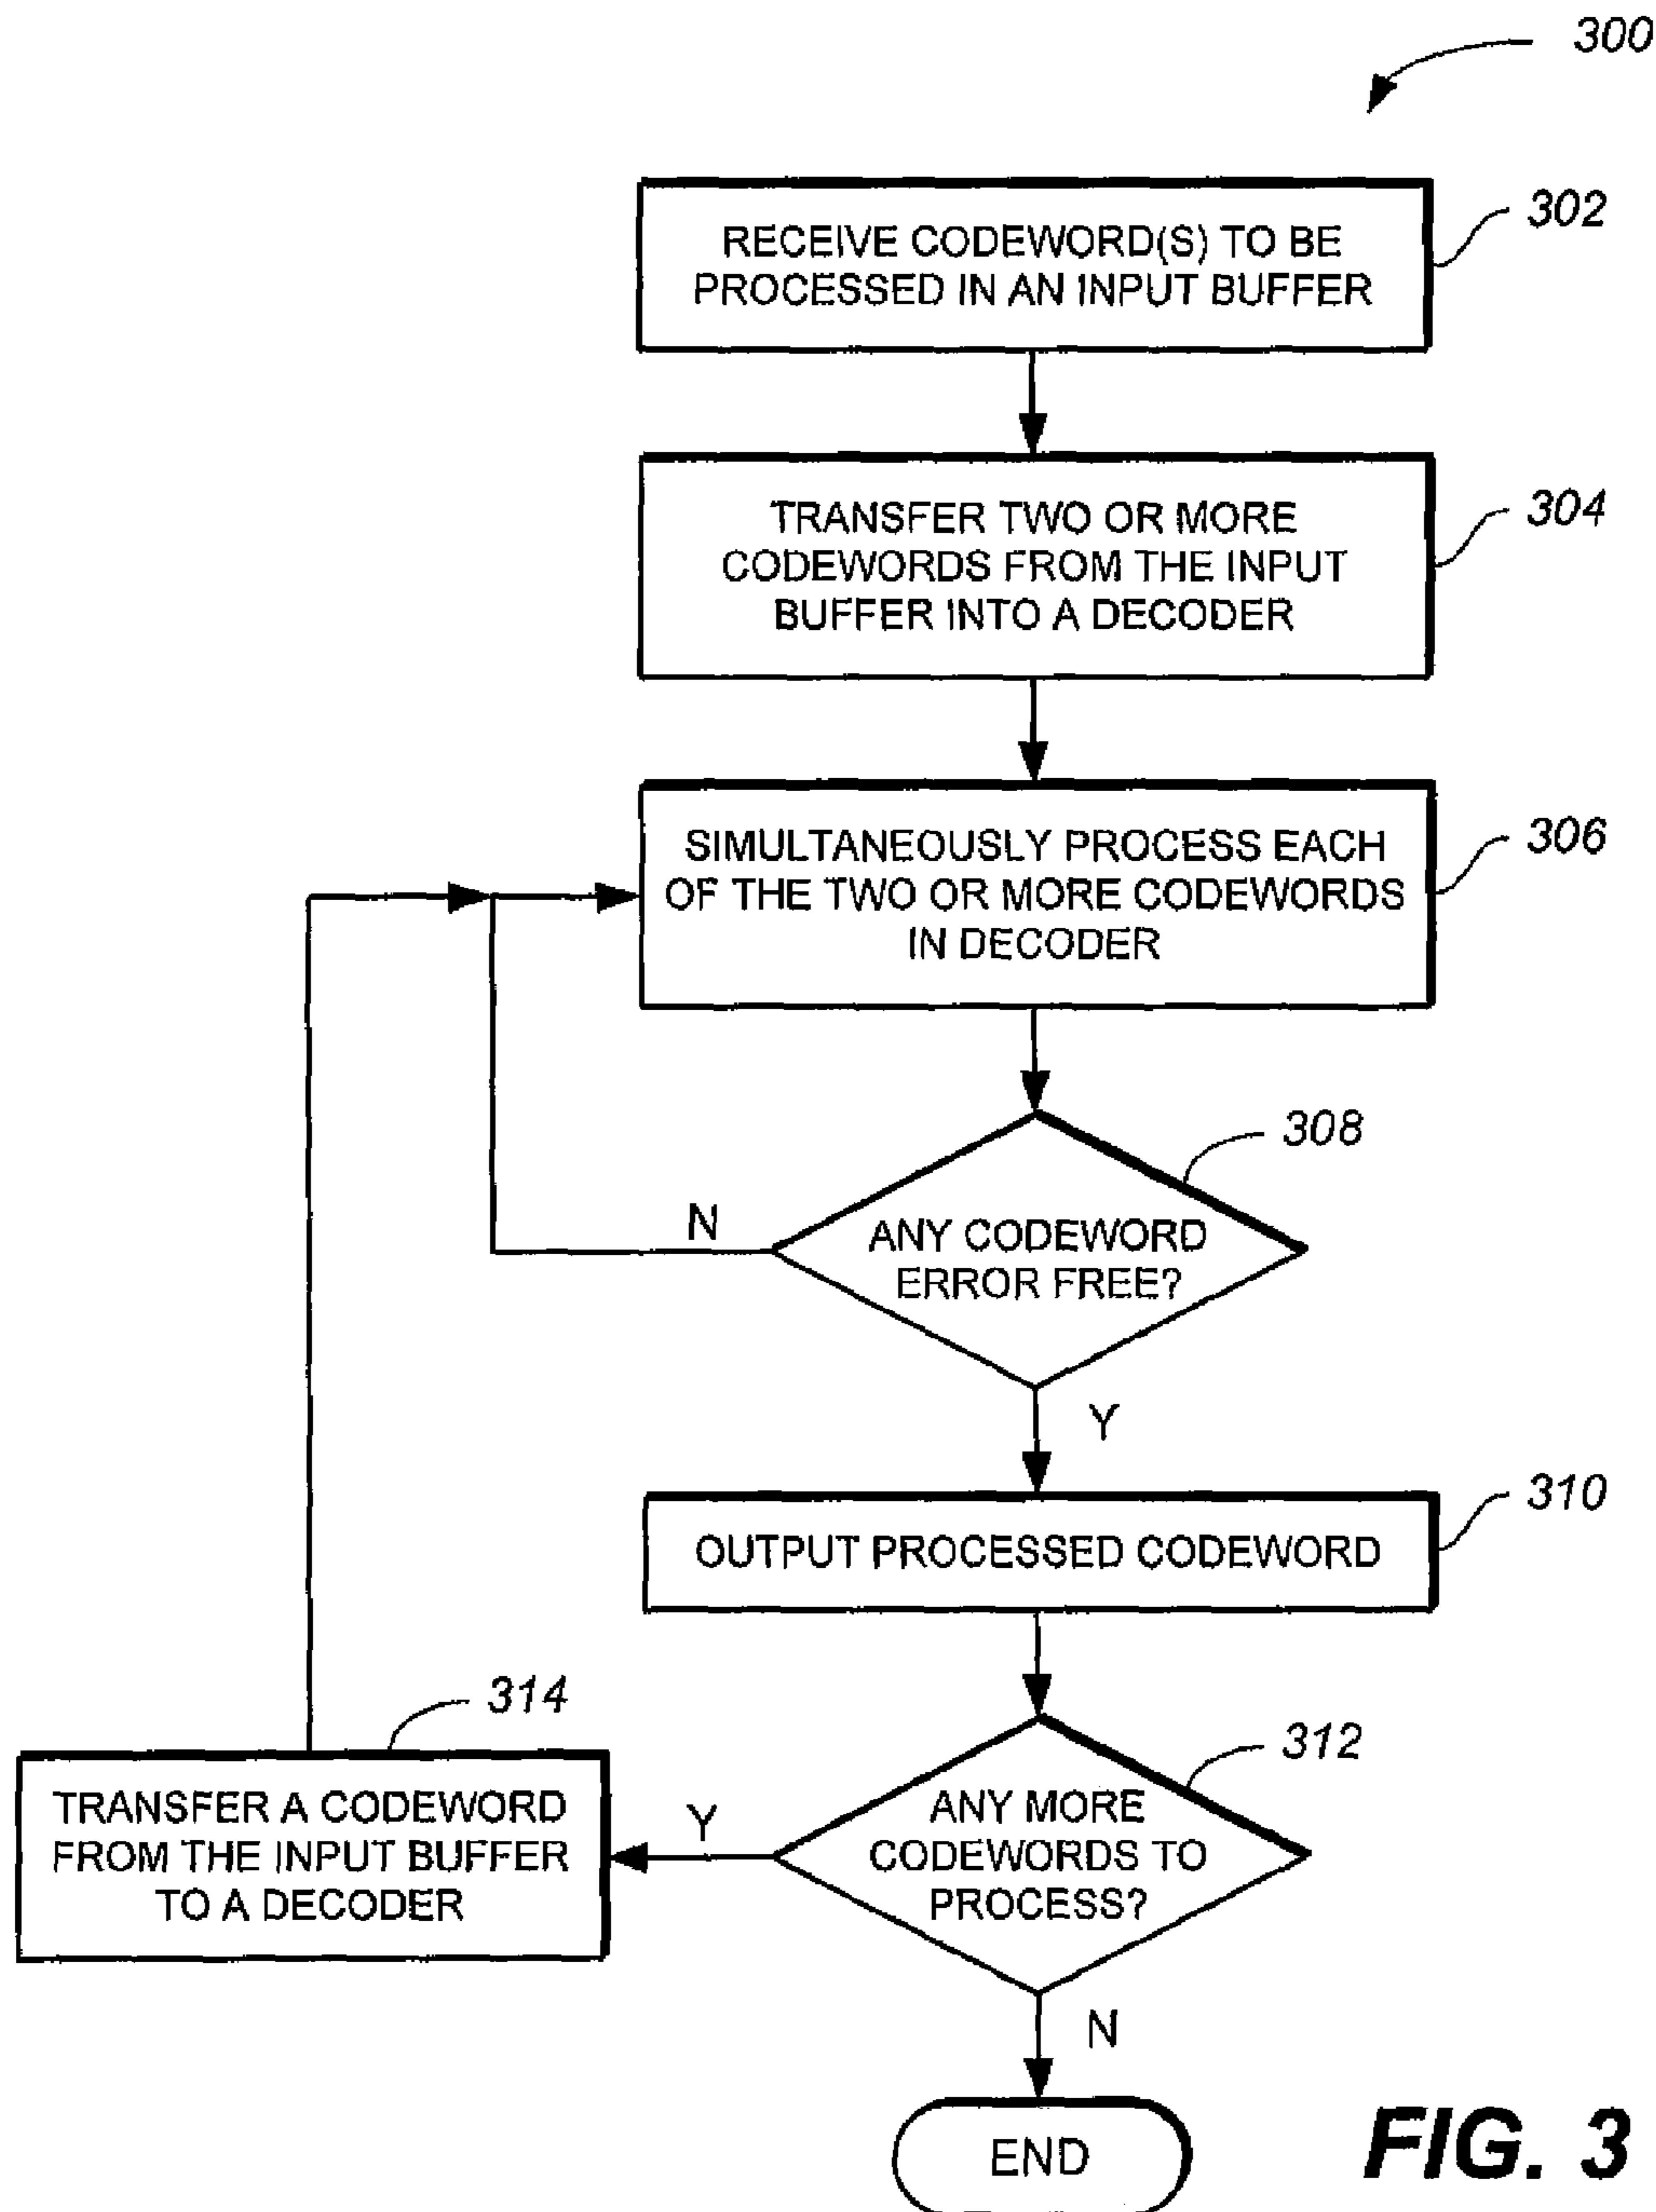 300
RECEIVE CODEWORD(S) TO BE
PROCESSED IN AN INPUT BUFFER
302
TRANSFER TWO OR MORE
CODEWORDS FROM THE INPUT
BUFFER INTO A DECODER
304
SIMULTANEOUSLY PROCESS EACH
OF THE TWO OR MORE CODEWORDS
IN DECODER
306
308
ANY CODEWORD
ERROR FREE?
N
Y
OUTPUT PROCESSED CODEWORD
310
312
ANY MORE
CODEWORDS TO
PROCESS?
Y
314
TRANSFER A CODEWORD
FROM THE INPUT BUFFER
TO A DECODER
N
END
FIG. 3